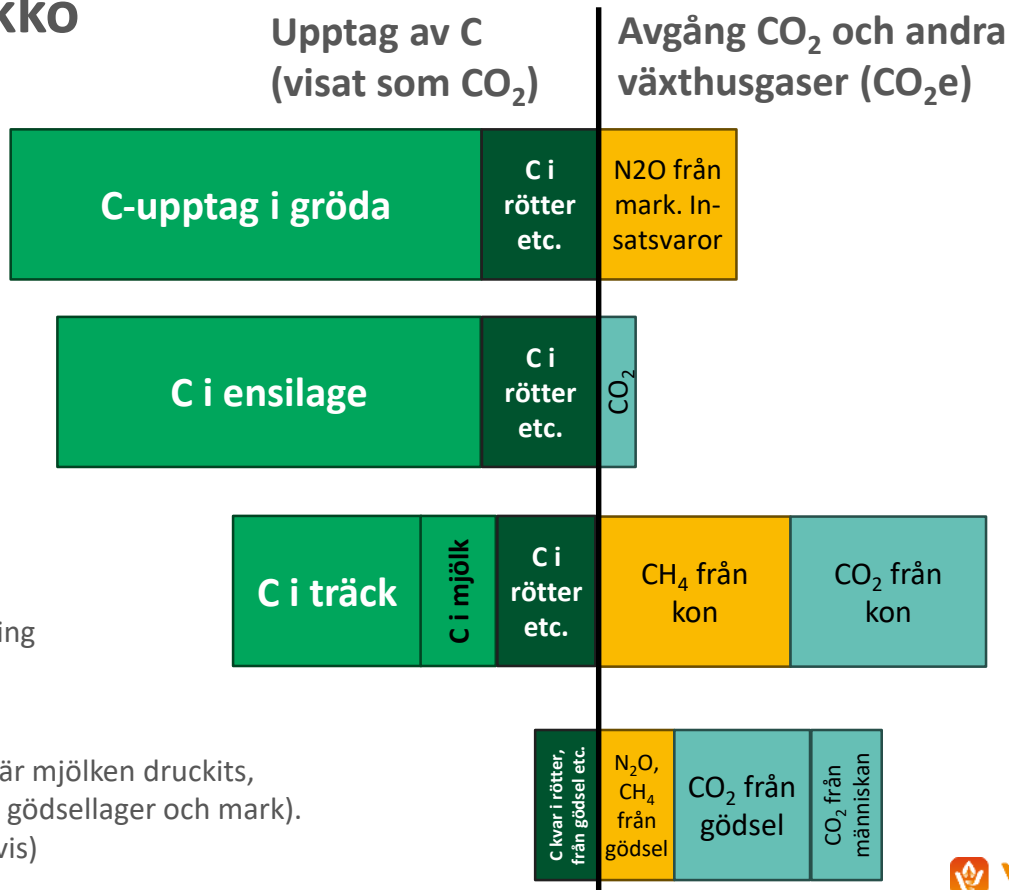 kko
Upptag av C
(visat som CO₂)
Avgång CO₂ och andra
växthusgaser (CO₂e)
C-upptag i gröda
C i
rötter
etc.
N2O från
mark. In-
satsvaror
C i ensilage
C i
rötter
etc.
CO₂
ing
C i träck
C i mjölk
C i
rötter
etc.
CH₄ från
kon
CO₂ från
kon
är mjölken druckits,
gödsellager och mark).
vis)
C kvar i rötter,
från gödsel etc.
N₂O,
CH₄
från
gödsel
CO₂ från
gödsel
CO₂ från
människan